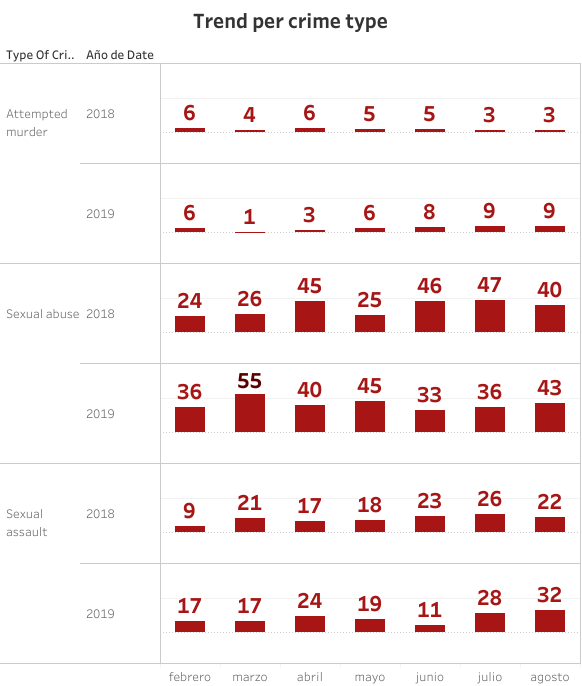 Trend per crime type
Type Of Cri.. Año de Date
6 4 6 5 5 3 3
Attempted murder 2018
6 1 3 6 8 9 9
2019
24 26 45 25 46 47 40
Sexual abuse 2018
36 55 40 45 33 36 43
2019
9 21 17 18 23 26 22
Sexual assault 2018
17 17 24 19 11 28 32
2019
febrero marzo abril mayo junio julio agosto